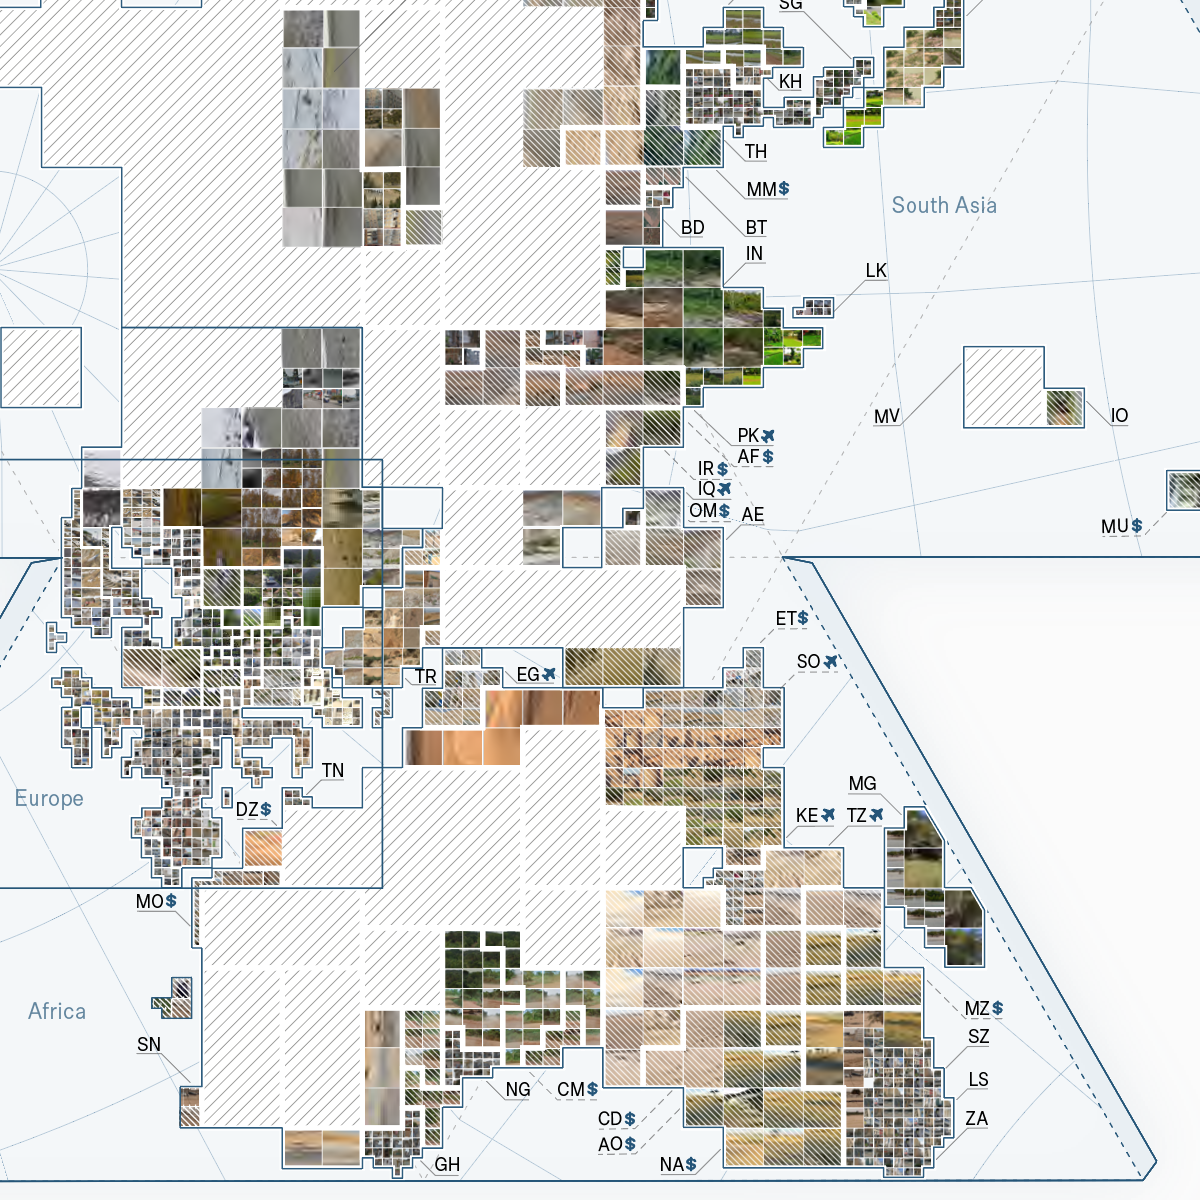 SG
KH
TH
MM$
South Asia
BD
BT
IN
LK
MV
IO
PK
AF$
IR$
IQ
OM$
AE
MU$
ET$
SO
TR
EG
TN
Europe
DZ$
MG
KE
TZ
MO$
Africa
MZ$
SN
SZ
NG
CM$
LS
CD$
ZA
AO$
GH
NA$